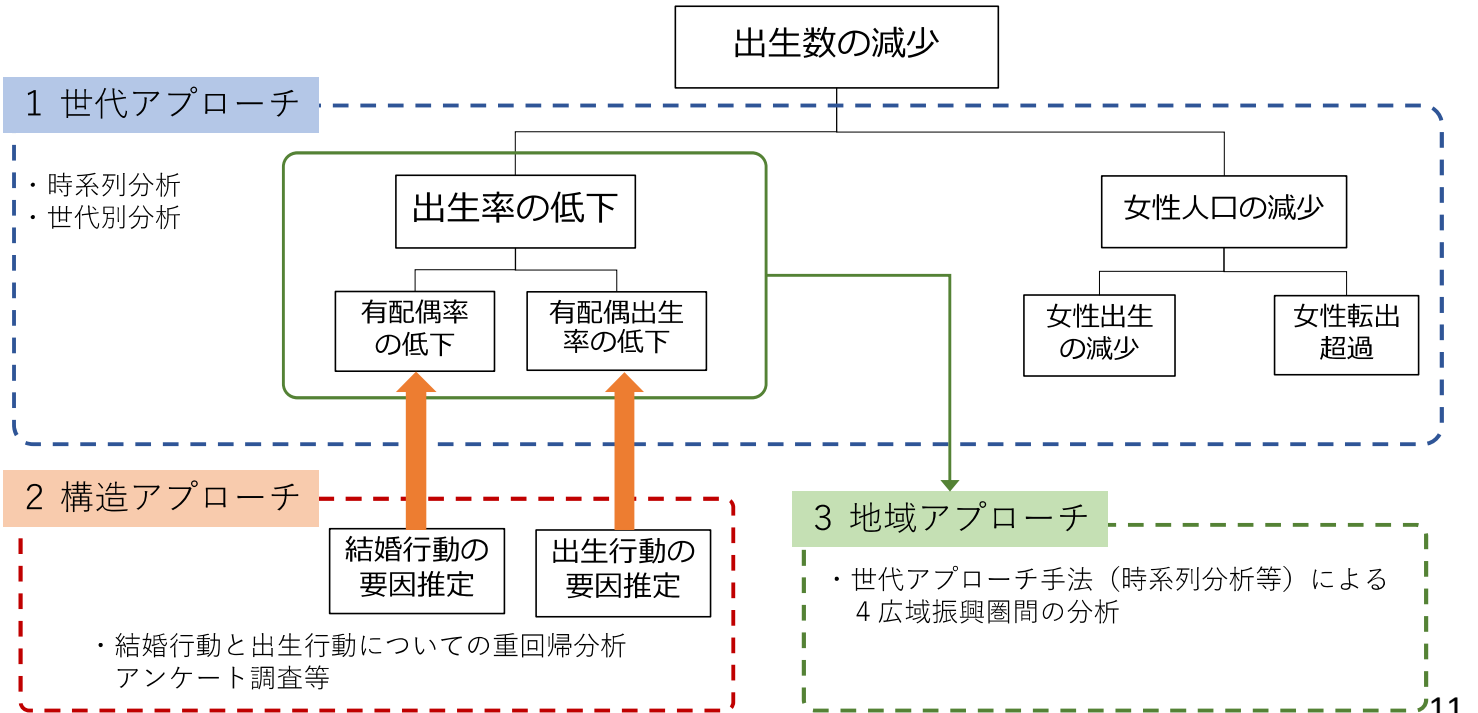 出生数の減少
1 世代アプローチ
・時系列分析
・世代別分析
出生率の低下
女性人口の減少
有配偶率
の低下
有配偶出生
率の低下
女性出生
の減少
女性転出
超過
2 構造アプローチ
結婚行動の
要因推定
出生行動の
要因推定
・結婚行動と出生行動についての重回帰分析
アンケート調査等
3 地域アプローチ
・世代アプローチ手法（時系列分析等）による
4広域振興圏間の分析
11